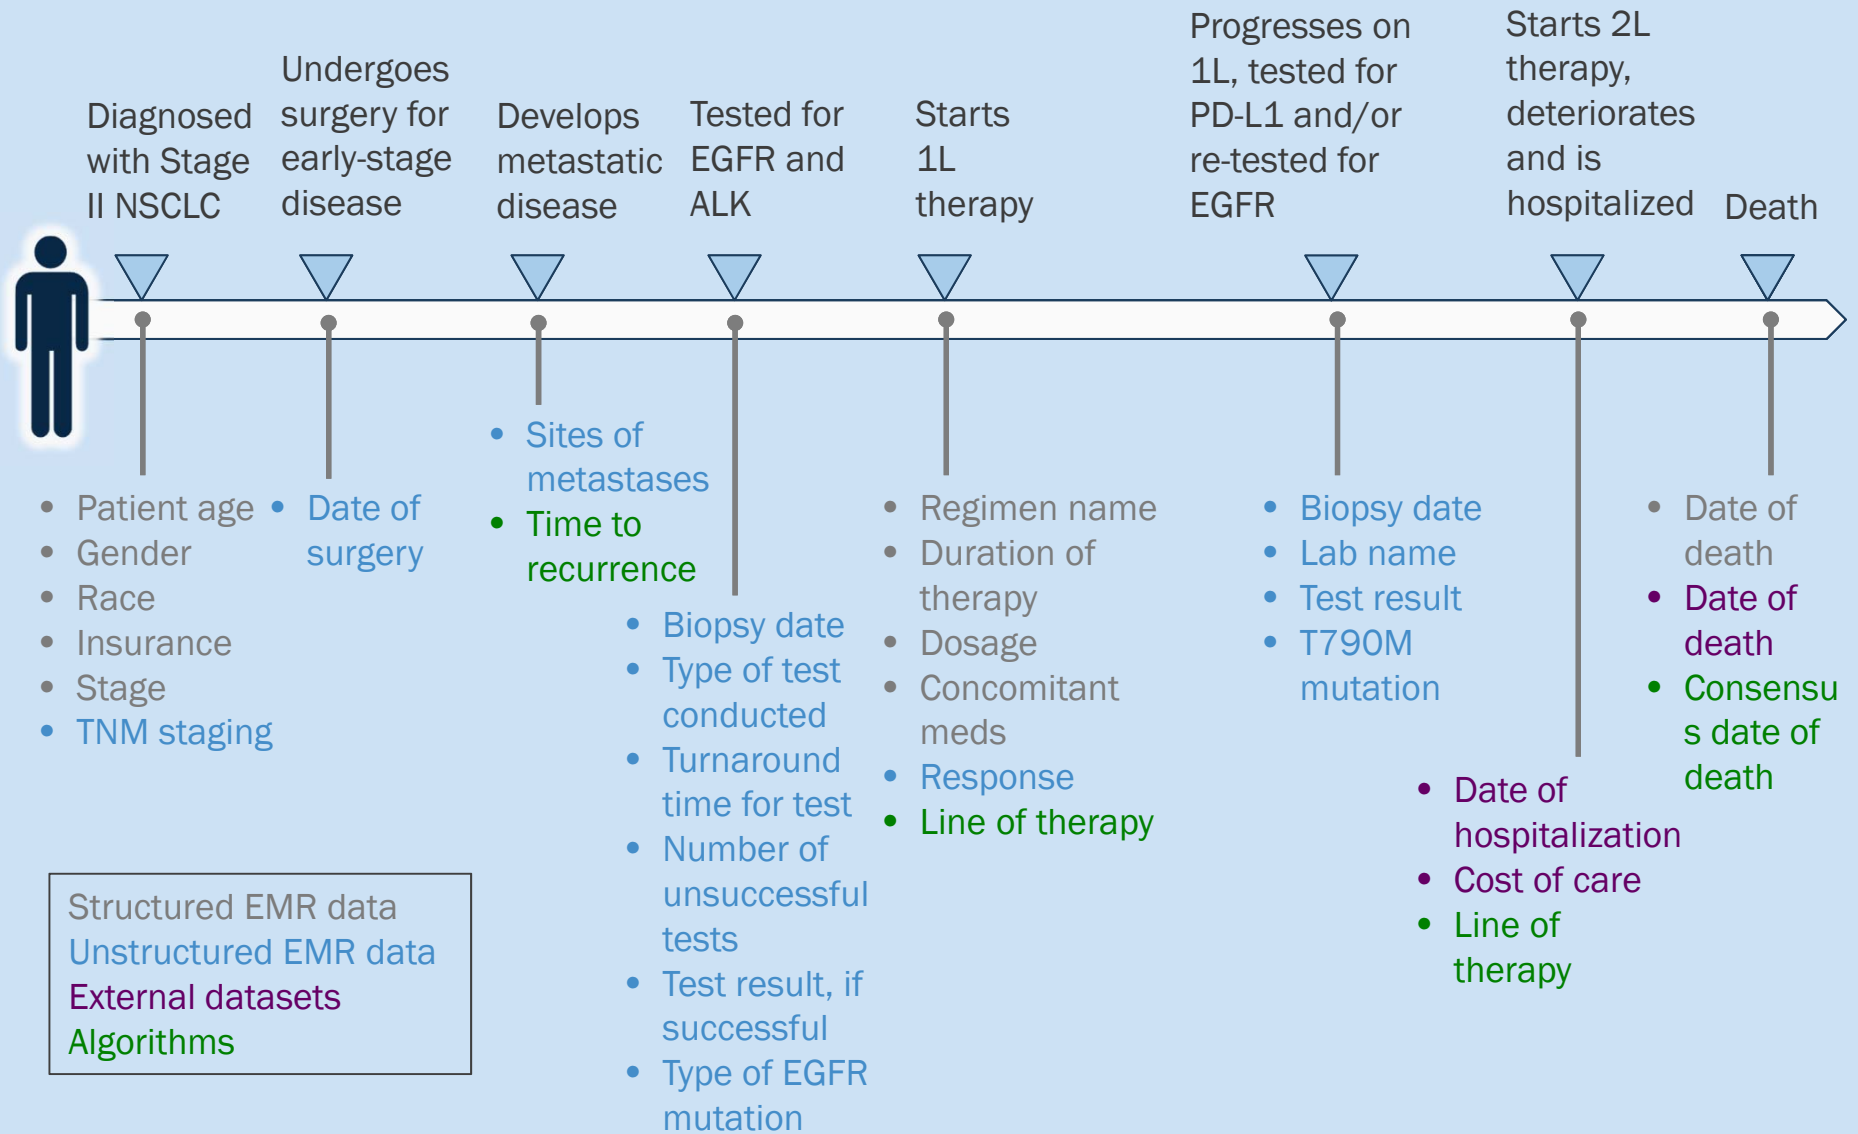 Diagnosed
with Stage
II NSCLC
Undergoes
surgery for
early-stage
disease
Develops
metastatic
disease
Tested for
EGFR and
ALK
Starts
1L
therapy
Progresses on
1L, tested for
PD-L1 and/or
re-tested for
EGFR
Starts 2L
therapy,
deteriorates
and is
hospitalized
Death
• Patient age
• Gender
• Race
• Insurance
• Stage
• TNM staging
• Date of
surgery
• Sites of
metastases
• Time to
recurrence
• Biopsy date
• Type of test
conducted
• Turnaround
time for test
• Number of
unsuccessful
tests
• Test result, if
successful
• Type of EGFR
mutation
• Regimen name
• Duration of
therapy
• Dosage
• Concomitant
meds
• Response
• Line of therapy
• Biopsy date
• Lab name
• Test result
• T790M
mutation
• Date of
hospitalization
• Cost of care
• Line of
therapy
• Date of
death
• Date of
death
• Consensu
s date of
death
Structured EMR data
Unstructured EMR data
External datasets
Algorithms